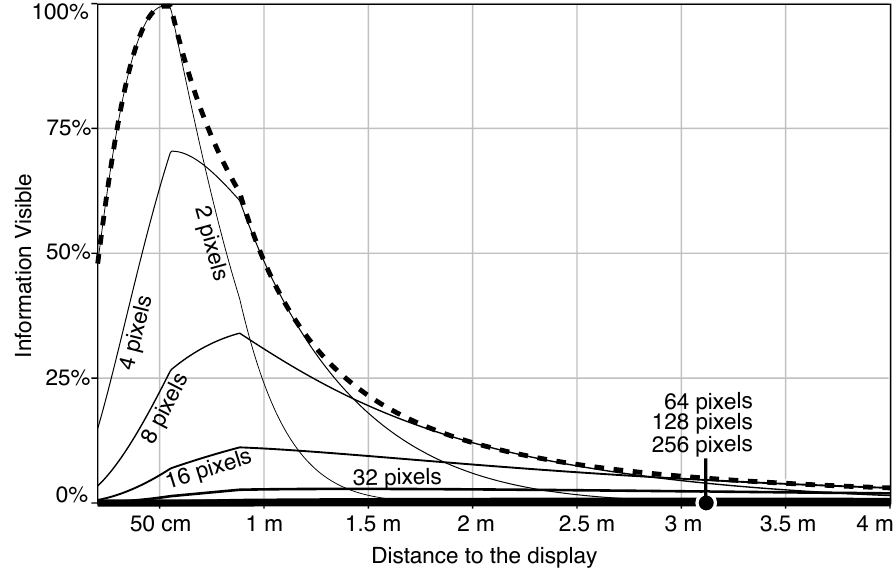 100%
75%
50%
25%
0%
Information Visible
2 pixels
4 pixels
8 pixels
16 pixels
32 pixels
64 pixels
128 pixels
256 pixels
50 cm 1 m 1.5 m 2 m 2.5 m 3 m 3.5 m 4 m
Distance to the display